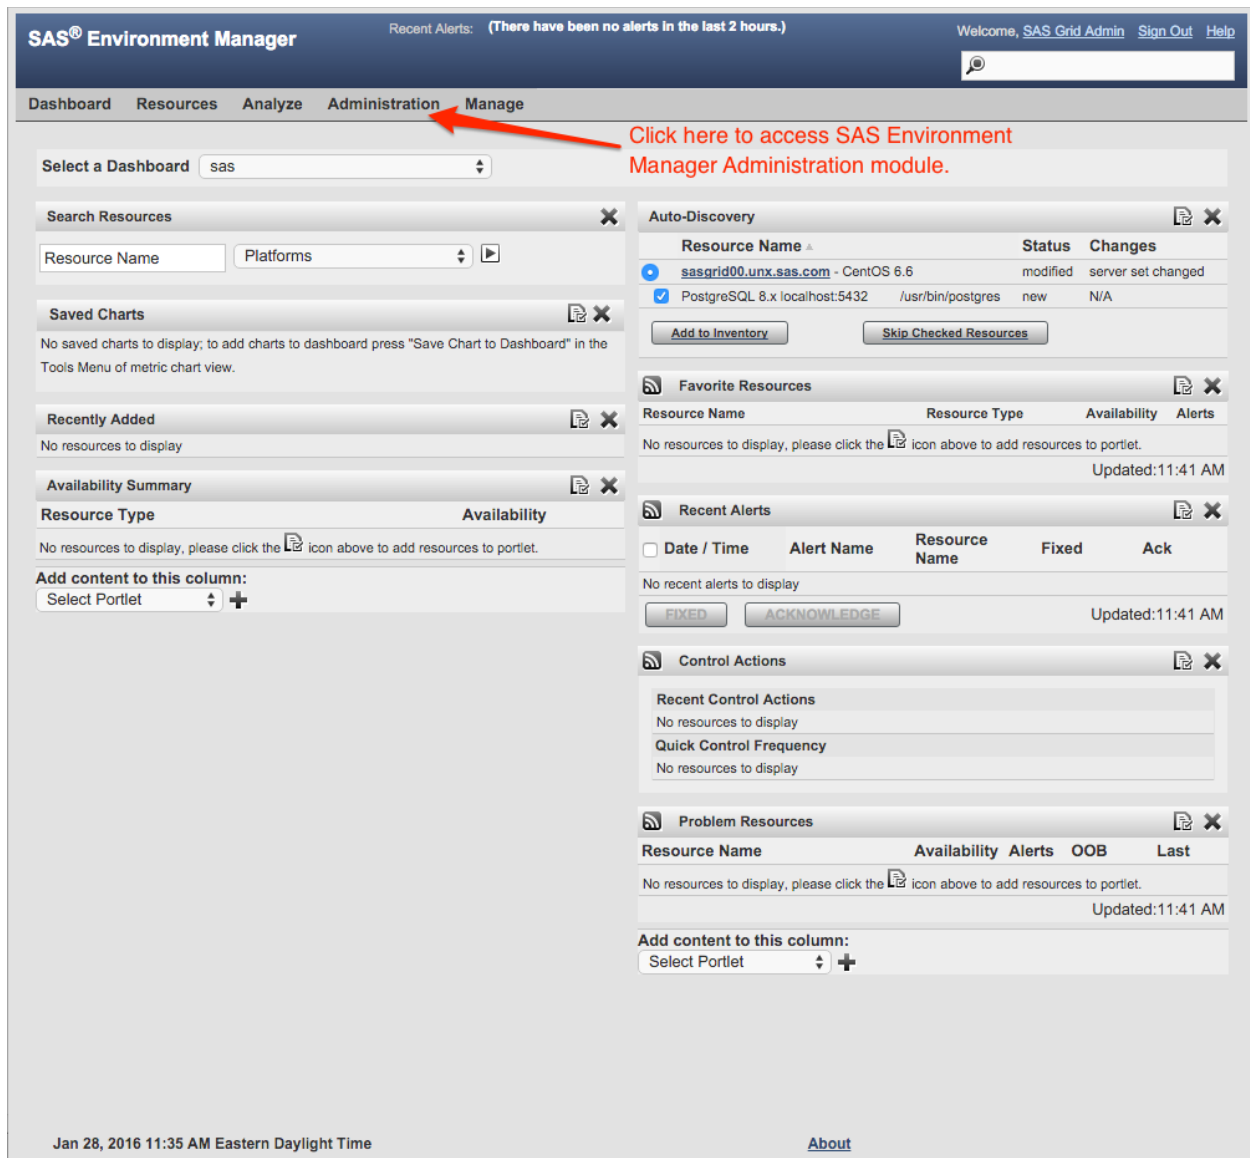 SAS® Environment Manager
Recent Alerts: (There have been no alerts in the last 2 hours.)
Welcome, SAS Grid Admin Sign Out Help
Dashboard Resources Analyze Administration Manage
Click here to access SAS Environment
Manager Administration module.
Select a Dashboard sas
Search Resources
Resource Name Platforms
Saved Charts
No saved charts to display; to add charts to dashboard press "Save Chart to Dashboard" in the
Tools Menu of metric chart view.
Recently Added
No resources to display
Availability Summary
Resource Type Availability
No resources to display, please click the icon above to add resources to portlet.
Add content to this column:
Select Portlet
Auto-Discovery
Resource Name Status Changes
sasgrid00.unx.sas.com - CentOS 6.6 modified server set changed
PostgreSQL 8.x localhost:5432 /usr/bin/postgres new N/A
Add to Inventory Skip Checked Resources
Favorite Resources
Resource Name Resource Type Availability Alerts
No resources to display, please click the icon above to add resources to portlet.
Updated:11:41 AM
Recent Alerts
Date / Time Alert Name Resource Name Fixed Ack
No recent alerts to display
FIXED ACKNOWLEDGE Updated:11:41 AM
Control Actions
Recent Control Actions
No resources to display
Quick Control Frequency
No resources to display
Problem Resources
Resource Name Availability Alerts OOB Last
No resources to display, please click the icon above to add resources to portlet.
Updated:11:41 AM
Add content to this column:
Select Portlet
Jan 28, 2016 11:35 AM Eastern Daylight Time About